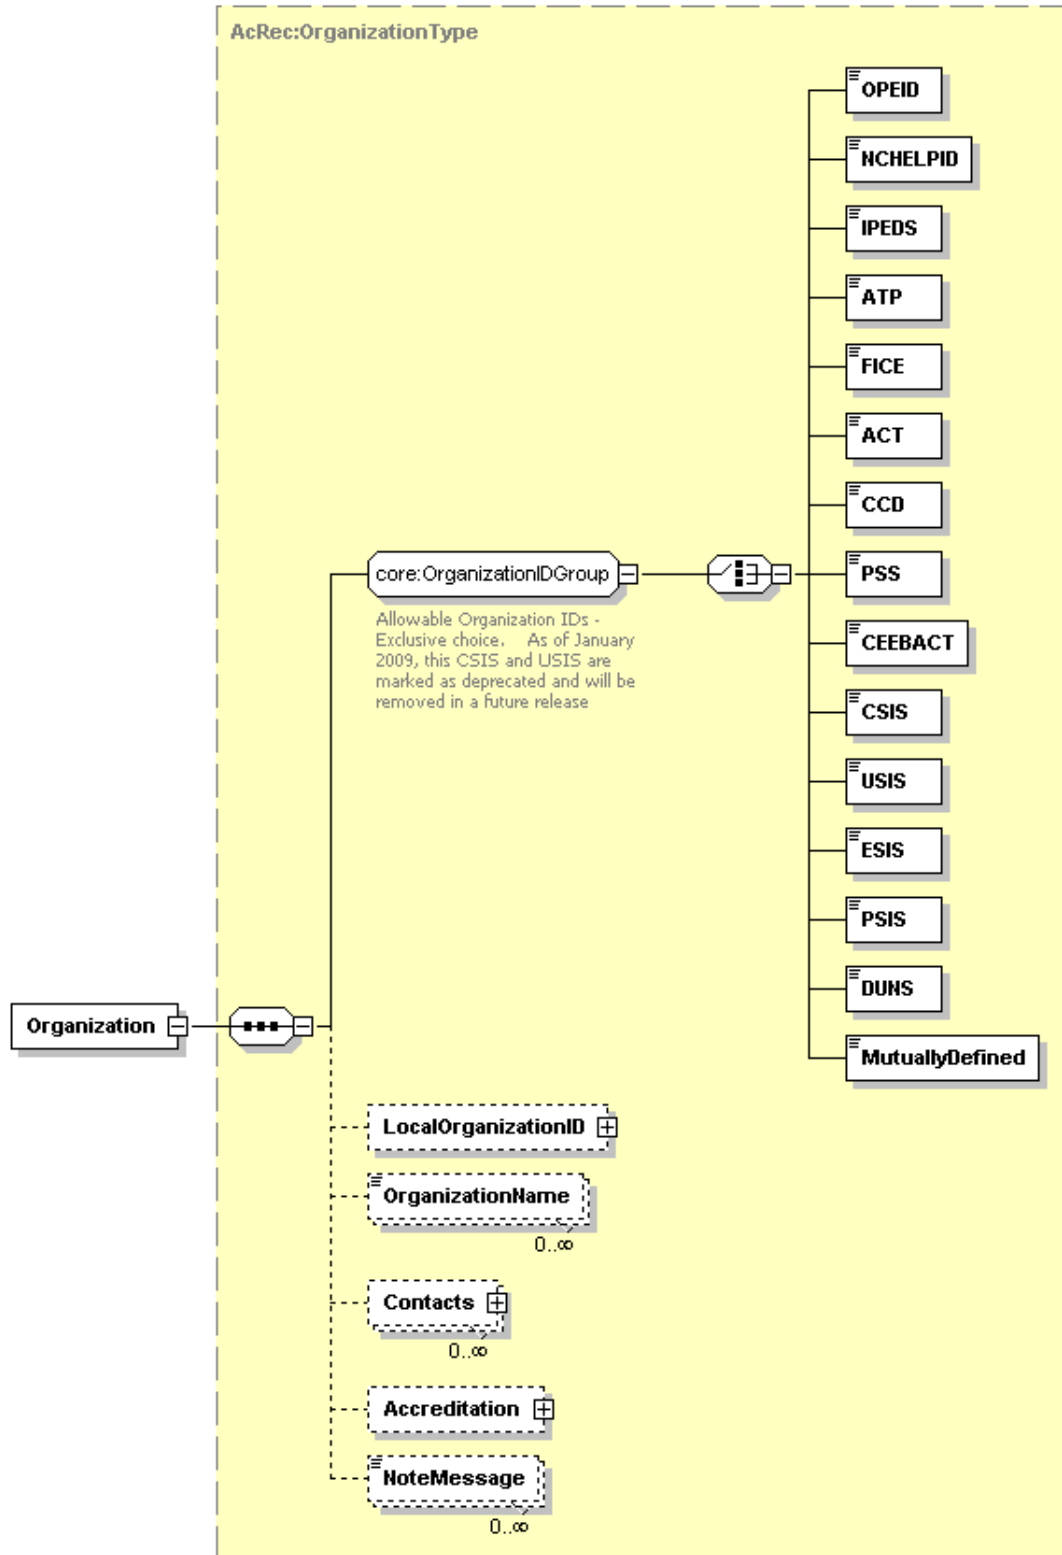 AcRec:OrganizationType
OPEID
NCHELPID
IPEDS
ATP
FICE
ACT
CCD
core:OrganizationIDGroup
PSS
Allowable Organization IDs -
Exclusive choice. As of January
2009, this CSIS and USIS are
marked as deprecated and will be
removed in a future release
CEEBACT
CSIS
USIS
ESIS
PSIS
DUNS
Organization
MutuallyDefined
LocalOrganizationID
OrganizationName
0..∞
Contacts
0..∞
Accreditation
NoteMessage
0..∞